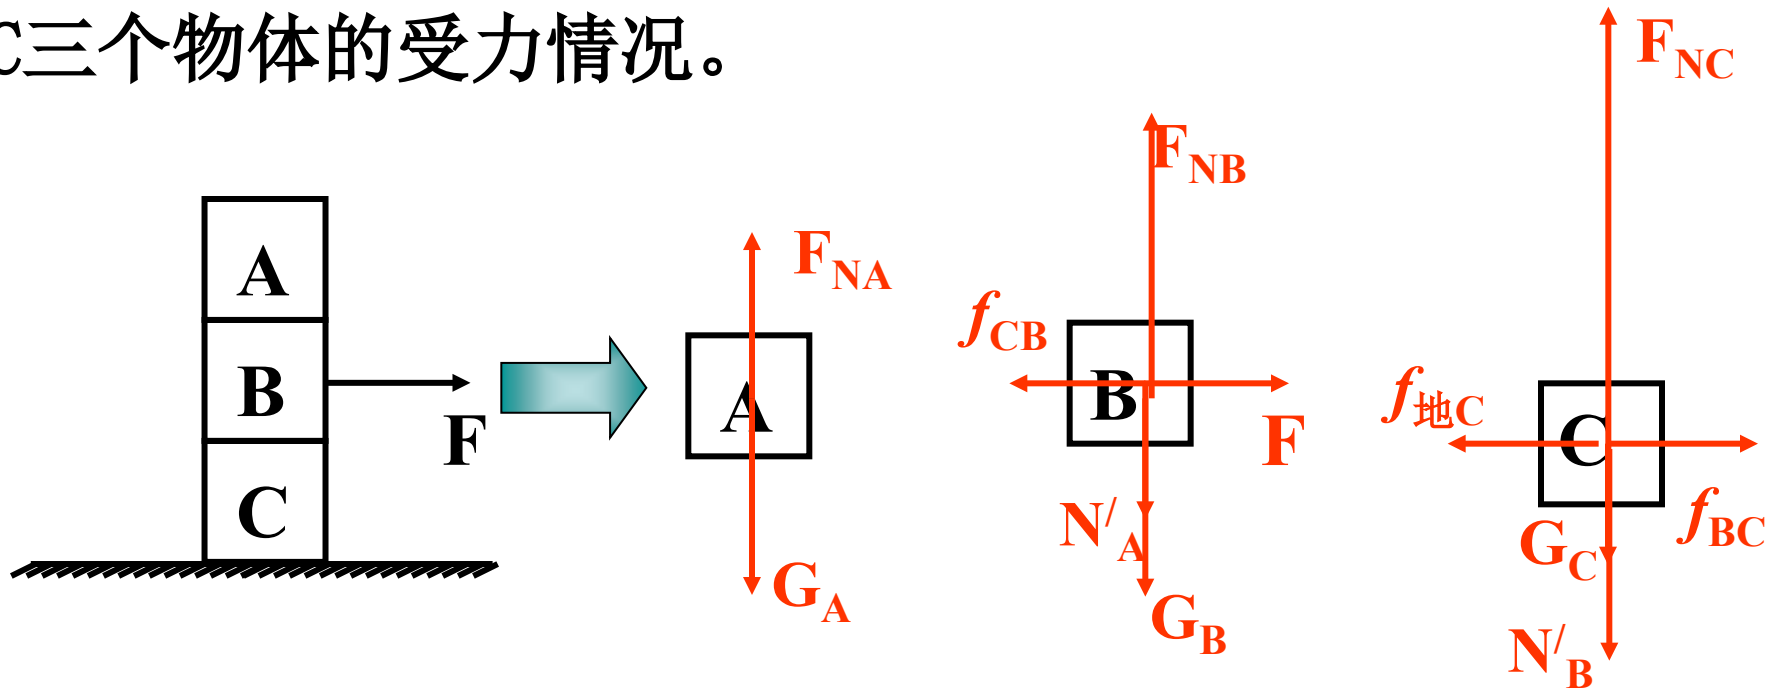 C三个物体的受力情况。
A
B
C
F
F_NA
A
G_A
F_NB
f_CB
B
F
N/_A
G_B
F_NC
f_地C
C
f_BC
G_C
N/_B